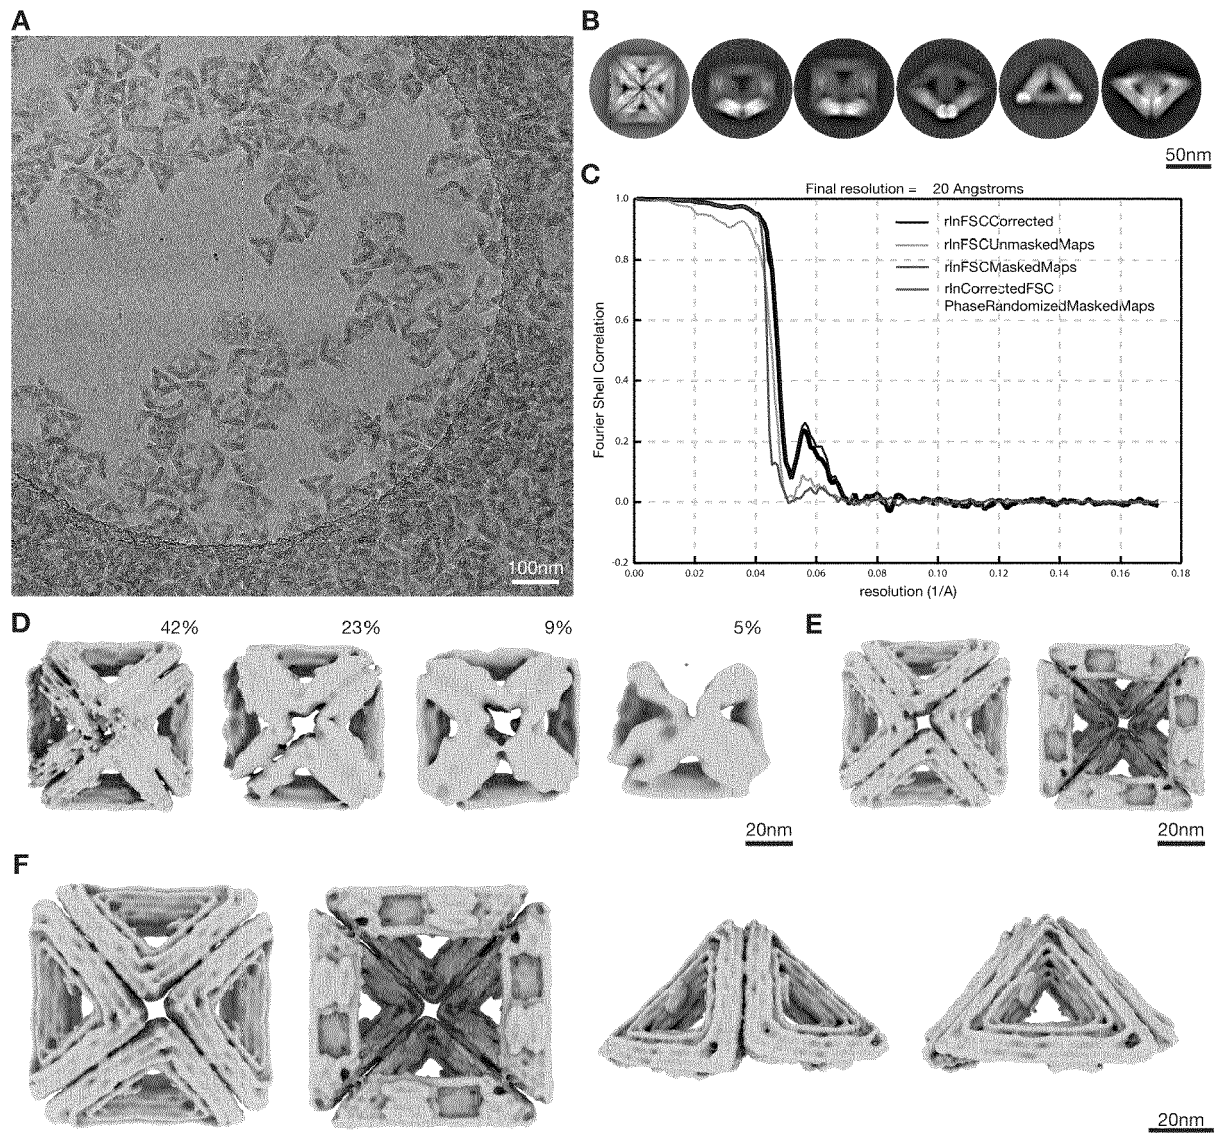 A
B
100nm
50nm
C
Final resolution = 20 Angstroms
1.0
0.8
0.6
0.4
0.2
0.0
-0.2
Fourier Shell Correlation
rlnFSCCorrected
rlnFSCUnmaskedMaps
rlnFSCMaskedMaps
rlnCorrectedFSC
PhaseRandomizedMaskedMaps
0.00 0.02 0.04 0.06 0.08 0.10 0.12 0.14 0.16 0.18
resolution (1/A)
D
42% 23% 9% 5%
20nm
E
20nm
F
20nm